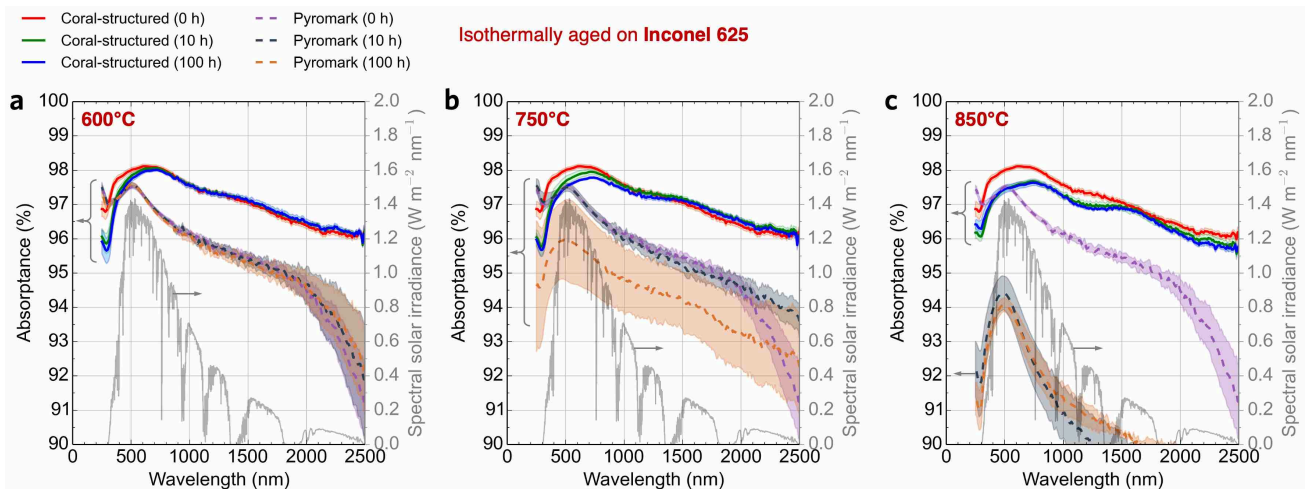 Coral-structured (0 h)
Coral-structured (10 h)
Coral-structured (100 h)
Pyromark (0 h)
Pyromark (10 h)
Pyromark (100 h)
Isothermally aged on Inconel 625
a
600°C
Absorptance (%)
100
99
98
97
96
95
94
93
92
91
90
2.0
1.8
1.6
1.4
1.2
1.0
0.8
0.6
0.4
0.2
0.0
Spectral solar irradiance (W m⁻² nm⁻¹)
0 500 1000 1500 2000 2500
Wavelength (nm)
b
750°C
Absorptance (%)
100
99
98
97
96
95
94
93
92
91
90
2.0
1.8
1.6
1.4
1.2
1.0
0.8
0.6
0.4
0.2
0.0
Spectral solar irradiance (W m⁻² nm⁻¹)
0 500 1000 1500 2000 2500
Wavelength (nm)
c
850°C
Absorptance (%)
100
99
98
97
96
95
94
93
92
91
90
2.0
1.8
1.6
1.4
1.2
1.0
0.8
0.6
0.4
0.2
0.0
Spectral solar irradiance (W m⁻² nm⁻¹)
0 500 1000 1500 2000 2500
Wavelength (nm)